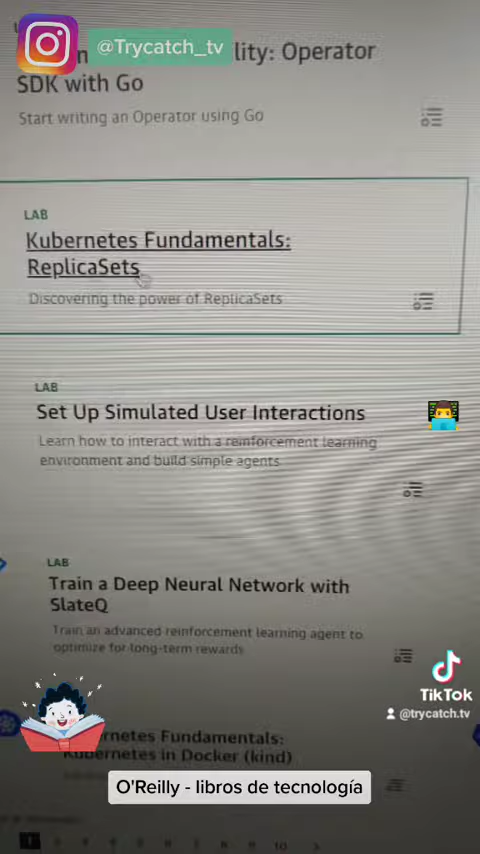 @Trycatch_tv
lity: Operator
SDK with Go
Start writing an Operator using Go
LAB
Kubernetes Fundamentals:
ReplicaSets
Discovering the power of ReplicaSets
LAB
Set Up Simulated User Interactions
Learn how to interact with a reinforcement learning
environment and build simple agents
LAB
Train a Deep Neural Network with
SlateQ
Train an advanced reinforcement learning agent to
optimize for long-term rewards
TikTok
@trycatch.tv
rnetes Fundamentals:
Kubernetes in Docker (kind)
O'Reilly - libros de tecnología
1
10